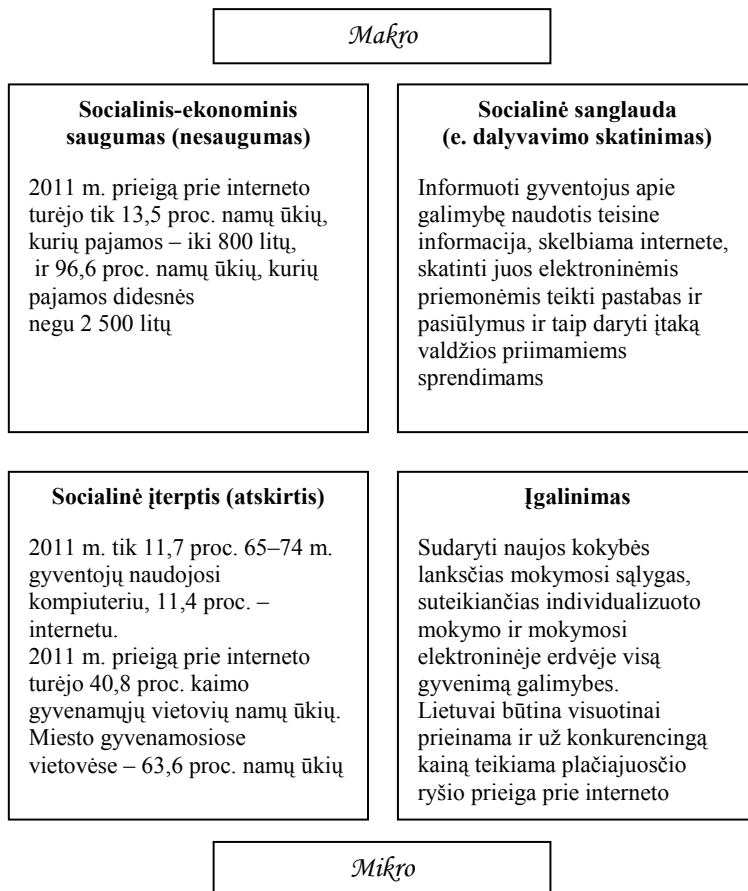 Makro
Socialinis-ekonominis
saugumas (nesaugumas)
2011 m. prieigą prie interneto
turėjo tik 13,5 proc. namų ūkių,
kurių pajamos – iki 800 litų,
ir 96,6 proc. namų ūkių, kurių
pajamos didesnės
negu 2 500 litų
Socialinė sanglauda
(e. dalyvavimo skatinimas)
Informuoti gyventojus apie
galimybę naudotis teisine
informacija, skelbiama internete,
skatinti juos elektroninėmis
priemonėmis teikti pastabas ir
pasiūlymus ir taip daryti įtaką
valdžios priimamiems
sprendimams
Socialinė įterptis (atskirtis)
2011 m. tik 11,7 proc. 65–74 m.
gyventojų naudojosi
kompiuteriu, 11,4 proc. –
internetu.
2011 m. prieigą prie interneto
turėjo 40,8 proc. kaimo
gyvenamųjų vietovių namų ūkių.
Miesto gyvenamosiose
vietovėse – 63,6 proc. namų ūkių
Įgalinimas
Sudaryti naujos kokybės
lanksčias mokymosi sąlygas,
suteikiančias individualizuoto
mokymo ir mokymosi
elektroninėje erdvėje visą
gyvenimą galimybes.
Lietuvai būtina visuotinai
prieinama ir už konkurencingą
kainą teikiama plačiajuosčio
ryšio prieiga prie interneto
Mikro